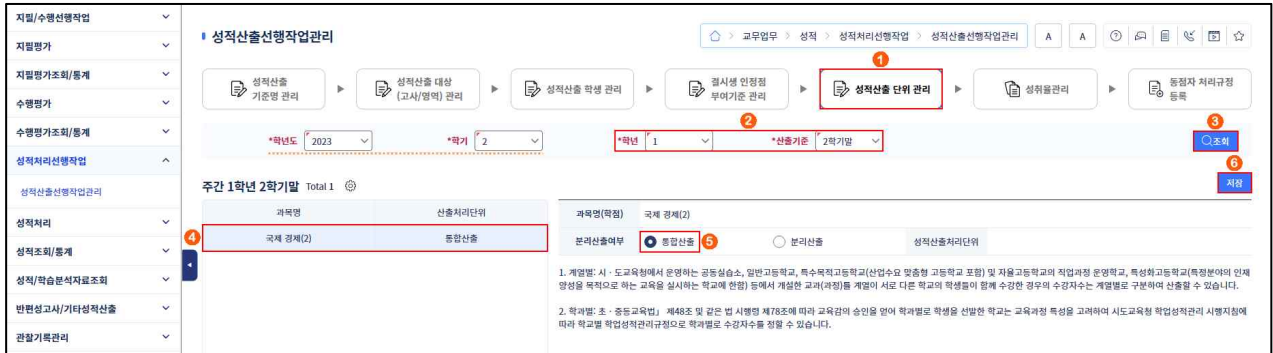 지필/수행선행작업
지필평가
지필평가조회/통계
수행평가
수행평가조회/통계
성적처리선행작업
성적산출선행작업관리
성적처리
성적조회/통계
성적/학습분석자료조회
반편성고사/기타성적산출
관찰기록관리
성적산출선행작업관리
교무업무 > 성적 > 성적처리선행작업 > 성적산출선행작업관리 A A
1
성적산출
기준명 관리
성적산출 대상
(고사/영역) 관리
성적산출 학생 관리
결시생 인정점
부여기준 관리
성적산출 단위 관리
성취율관리
동점자 처리규정
등록
2 3
*학년도 2023 *학기 2 *학년 1 *산출기준 2학기말 조회
6
주간 1학년 2학기말 Total 1 저장
과목명 산출처리단위
4 국제 경제(2) 통합산출
과목명(학점) 국제 경제(2)
분리산출여부 통합산출 5 분리산출 성적산출처리단위
1. 계열별: 시ㆍ도교육청에서 운영하는 공동실습소, 일반고등학교, 특수목적고등학교(산업수요 맞춤형 고등학교 포함) 및 자율고등학교의 직업과정 운영학교, 특성화고등학교(특정분야의 인재
양성을 목적으로 하는 교육을 실시하는 학교에 한함) 등에서 개설한 교과(과정)를 계열이 서로 다른 학교의 학생들이 함께 수강한 경우의 수강자수는 계열별로 구분하여 산출할 수 있습니다.
2. 학과별: 초ㆍ중등교육법」 제48조 및 같은 법 시행령 제78조에 따라 교육감의 승인을 얻어 학과별로 학생을 선발한 학교는 교육과정 특성을 고려하여 시도교육청 학업성적관리 시행지침에
따라 학교별 학업성적관리규정으로 학과별로 수강자수를 정할 수 있습니다.